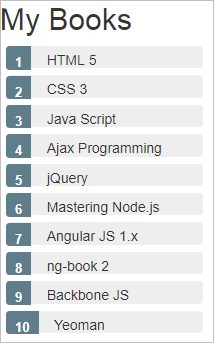 My Books
1 HTML 5
2 CSS 3
3 Java Script
4 Ajax Programming
5 jQuery
6 Mastering Node.js
7 Angular JS 1.x
8 ng-book 2
9 Backbone JS
10 Yeoman